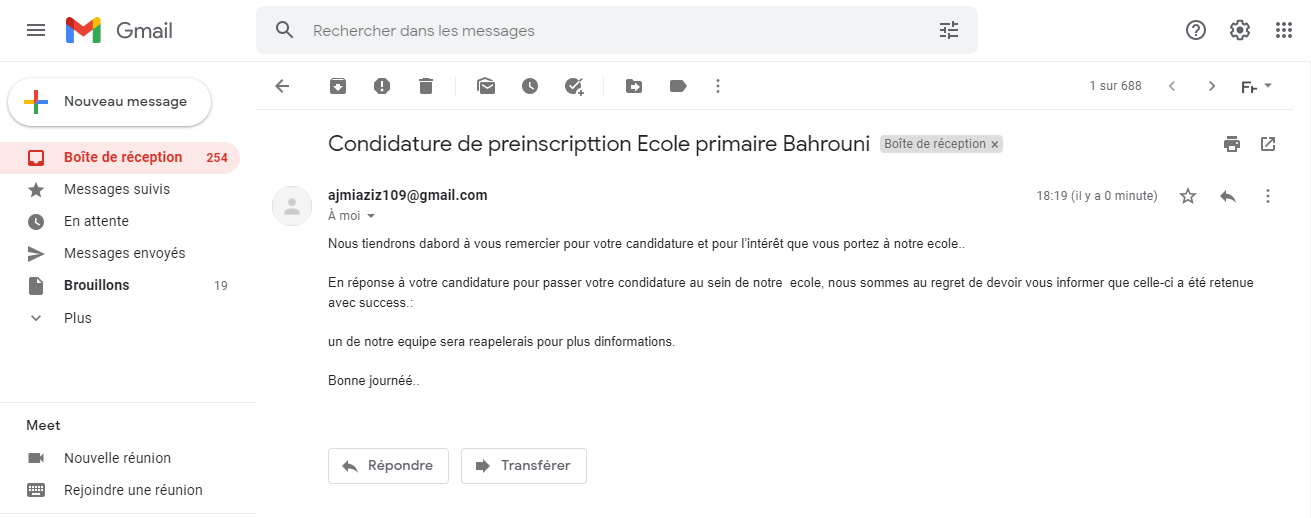 Gmail
Rechercher dans les messages
Nouveau message
1 sur 688
Fr
Boîte de réception 254
Messages suivis
En attente
Messages envoyés
Brouillons 19
Plus
Meet
Nouvelle réunion
Rejoindre une réunion
Condidature de preinscripttion Ecole primaire Bahrouni Boîte de réception ×
ajmiaziz109@gmail.com 18:19 (il y a 0 minute)
À moi
Nous tiendrons dabord à vous remercier pour votre candidature et pour l'intérêt que vous portez à notre ecole..
En réponse à votre candidature pour passer votre condidature au sein de notre  ecole, nous sommes au regret de devoir vous informer que celle-ci a été retenue
avec success.:
un de notre equipe sera reapelerais pour plus dinformations.
Bonne journéé..
Répondre
Transférer